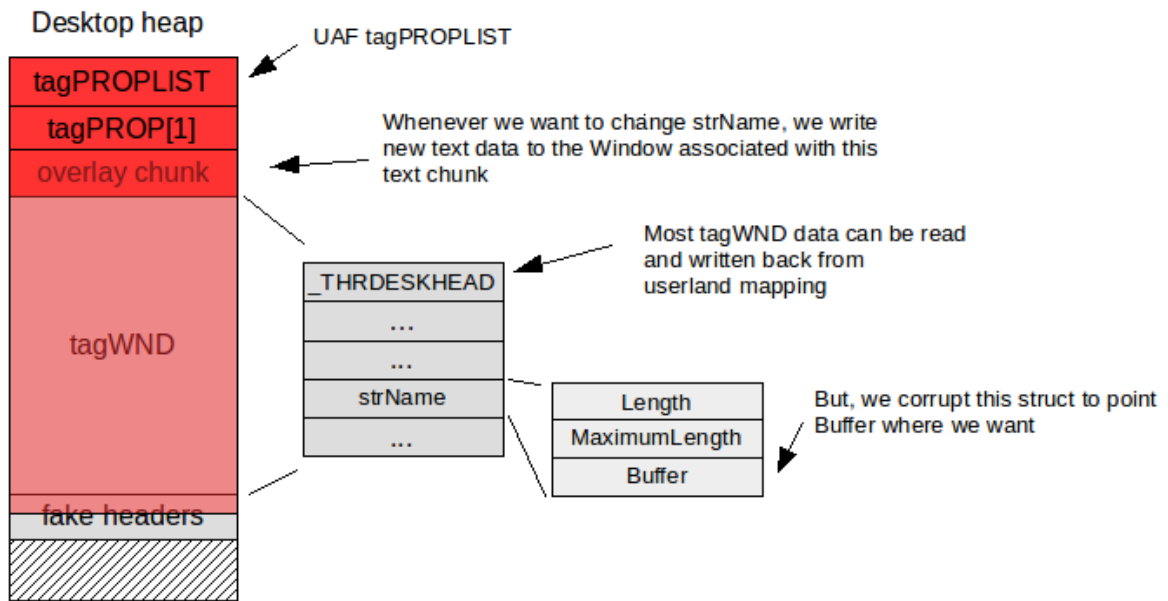 Desktop heap
UAF tagPROPLIST
tagPROPLIST
tagPROP[1]
overlay chunk
Whenever we want to change strName, we write
new text data to the Window associated with this
text chunk
Most tagWND data can be read
and written back from
userland mapping
_THRDESKHEAD
...
...
strName
...
tagWND
Length
MaximumLength
Buffer
But, we corrupt this struct to point
Buffer where we want
fake headers